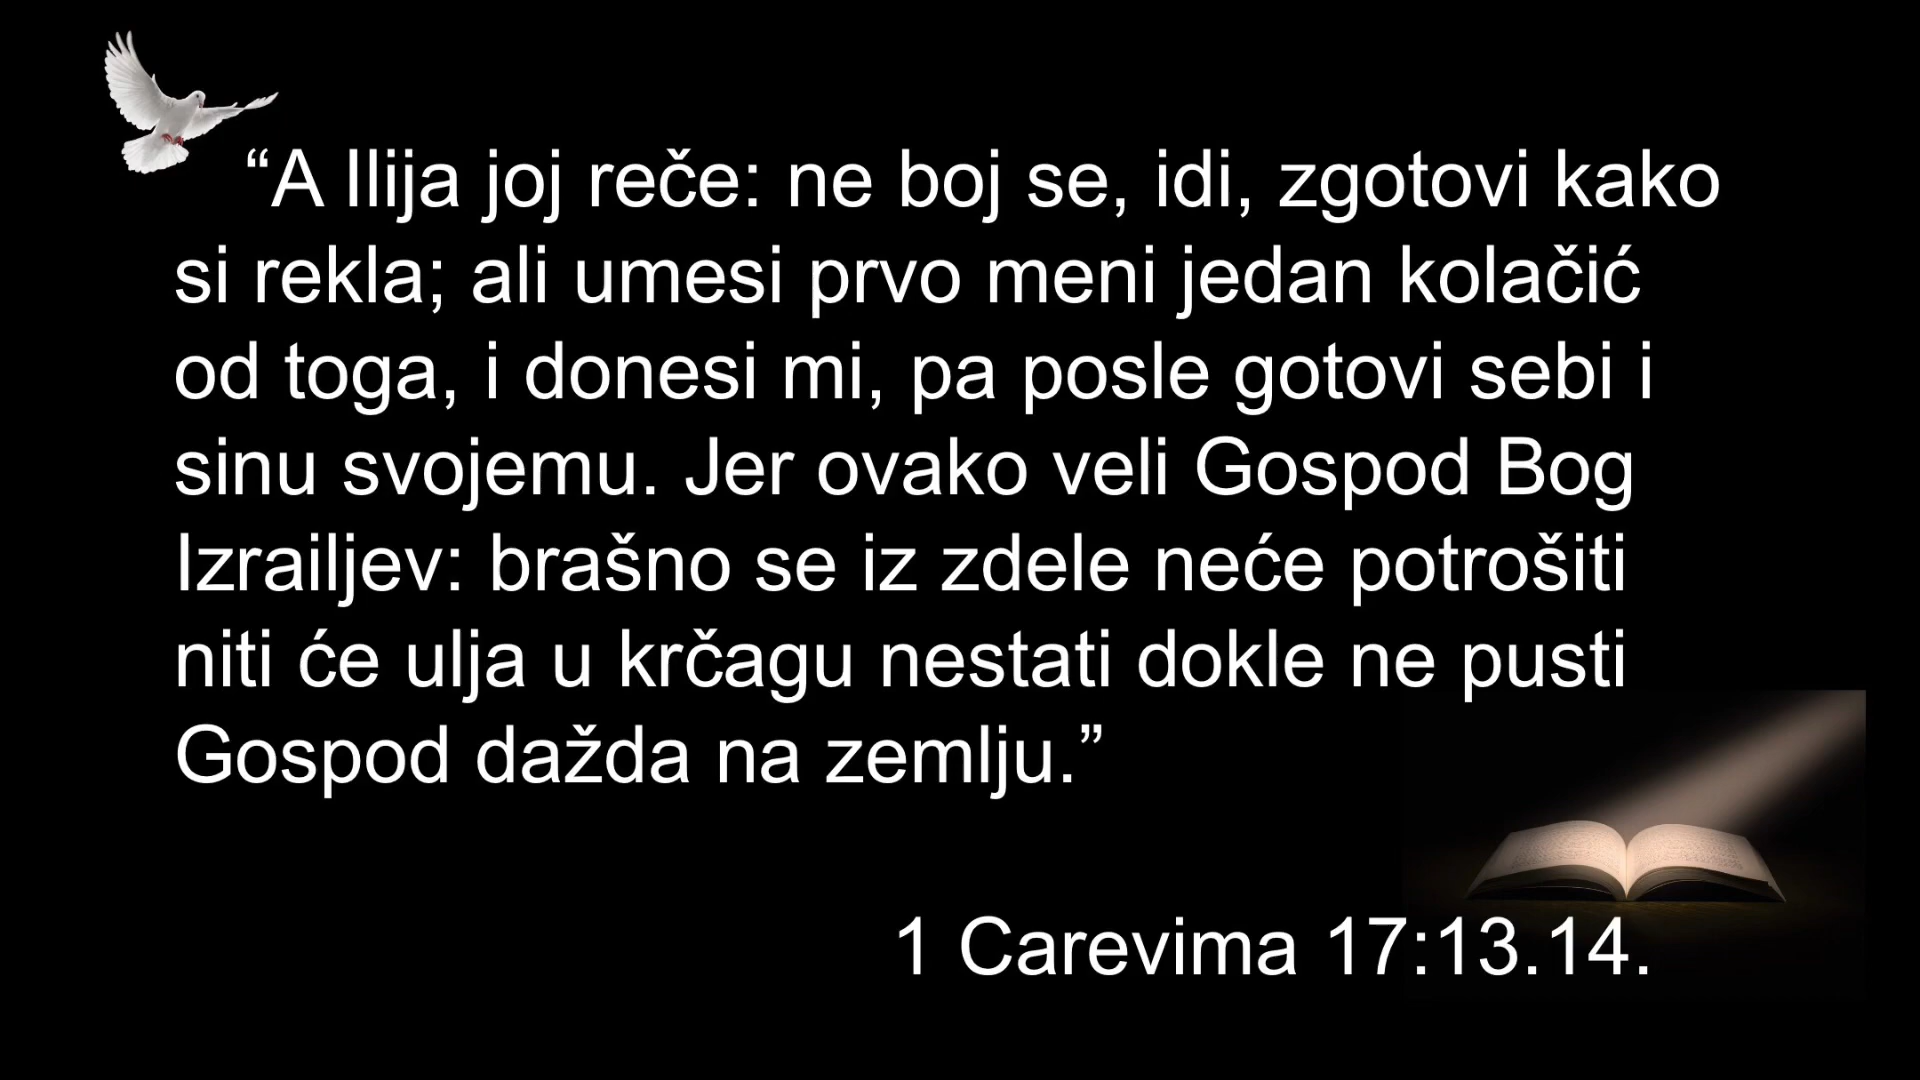 “A Ilija joj reče: ne boj se, idi, zgotovi kako
si rekla; ali umesi prvo meni jedan kolačić
od toga, i donesi mi, pa posle gotovi sebi i
sinu svojemu. Jer ovako veli Gospod Bog
Izrailjev: brašno se iz zdele neće potrošiti
niti će ulja u krčagu nestati dokle ne pusti
Gospod dažda na zemlju.”
1 Carevima 17:13.14.